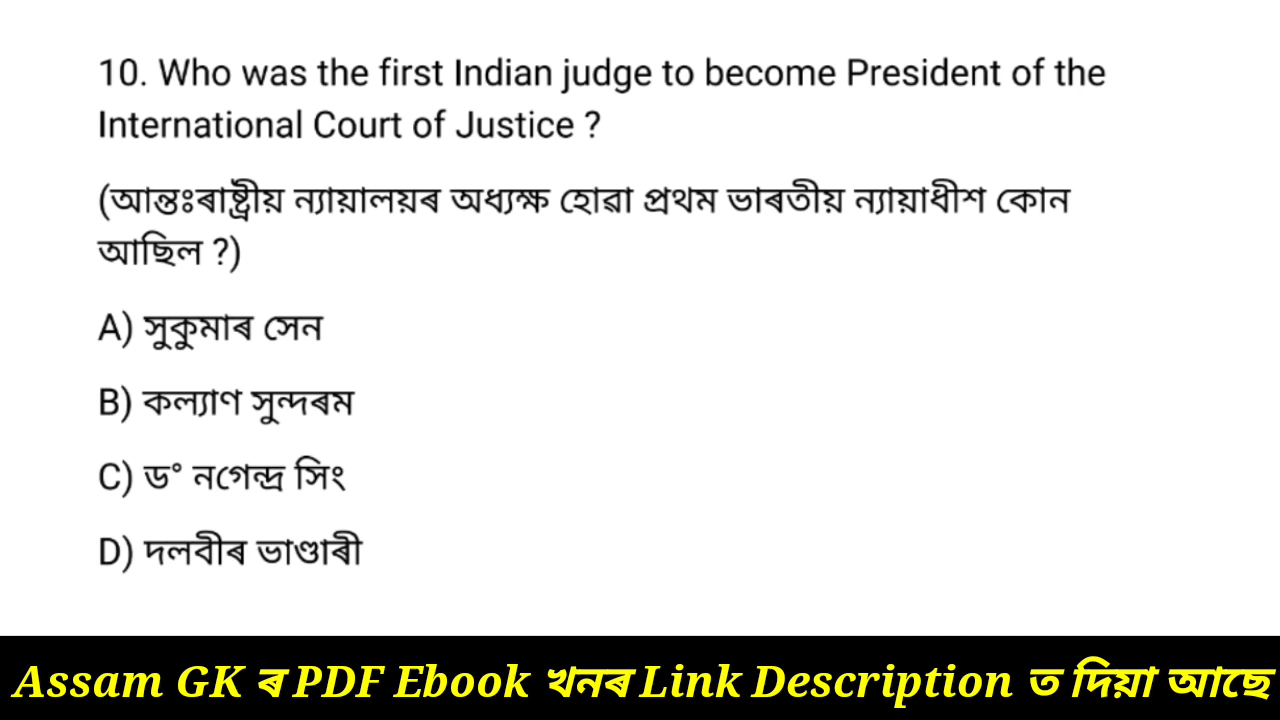 10. Who was the first Indian judge to become President of the
International Court of Justice ?
(আন্তঃৰাষ্ট্ৰীয় ন্যায়ালয়ৰ অধ্যক্ষ হোৱা প্ৰথম ভাৰতীয় ন্যায়াধীশ কোন
আছিল ?)
A) সুকুমাৰ সেন
B) কল্যাণ সুন্দৰম
C) ড° নগেন্দ্ৰ সিং
D) দলবীৰ ভাণ্ডাৰী
Assam GK ৰ PDF Ebook খনৰ Link Description ত দিয়া আছে